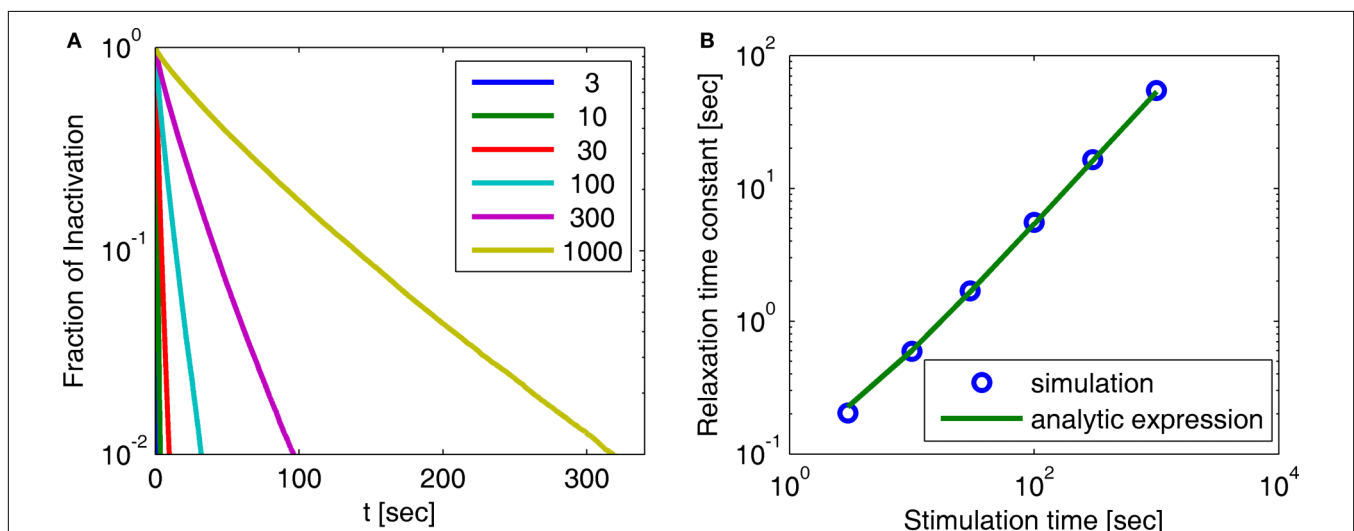 A
Fraction of Inactivation
10^0
10^-1
10^-2
0
100
200
300
t [sec]
3
10
30
100
300
1000
B
Relaxation time constant [sec]
10^2
10^1
10^0
10^-1
10^0
10^2
10^4
Stimulation time [sec]
simulation
analytic expression